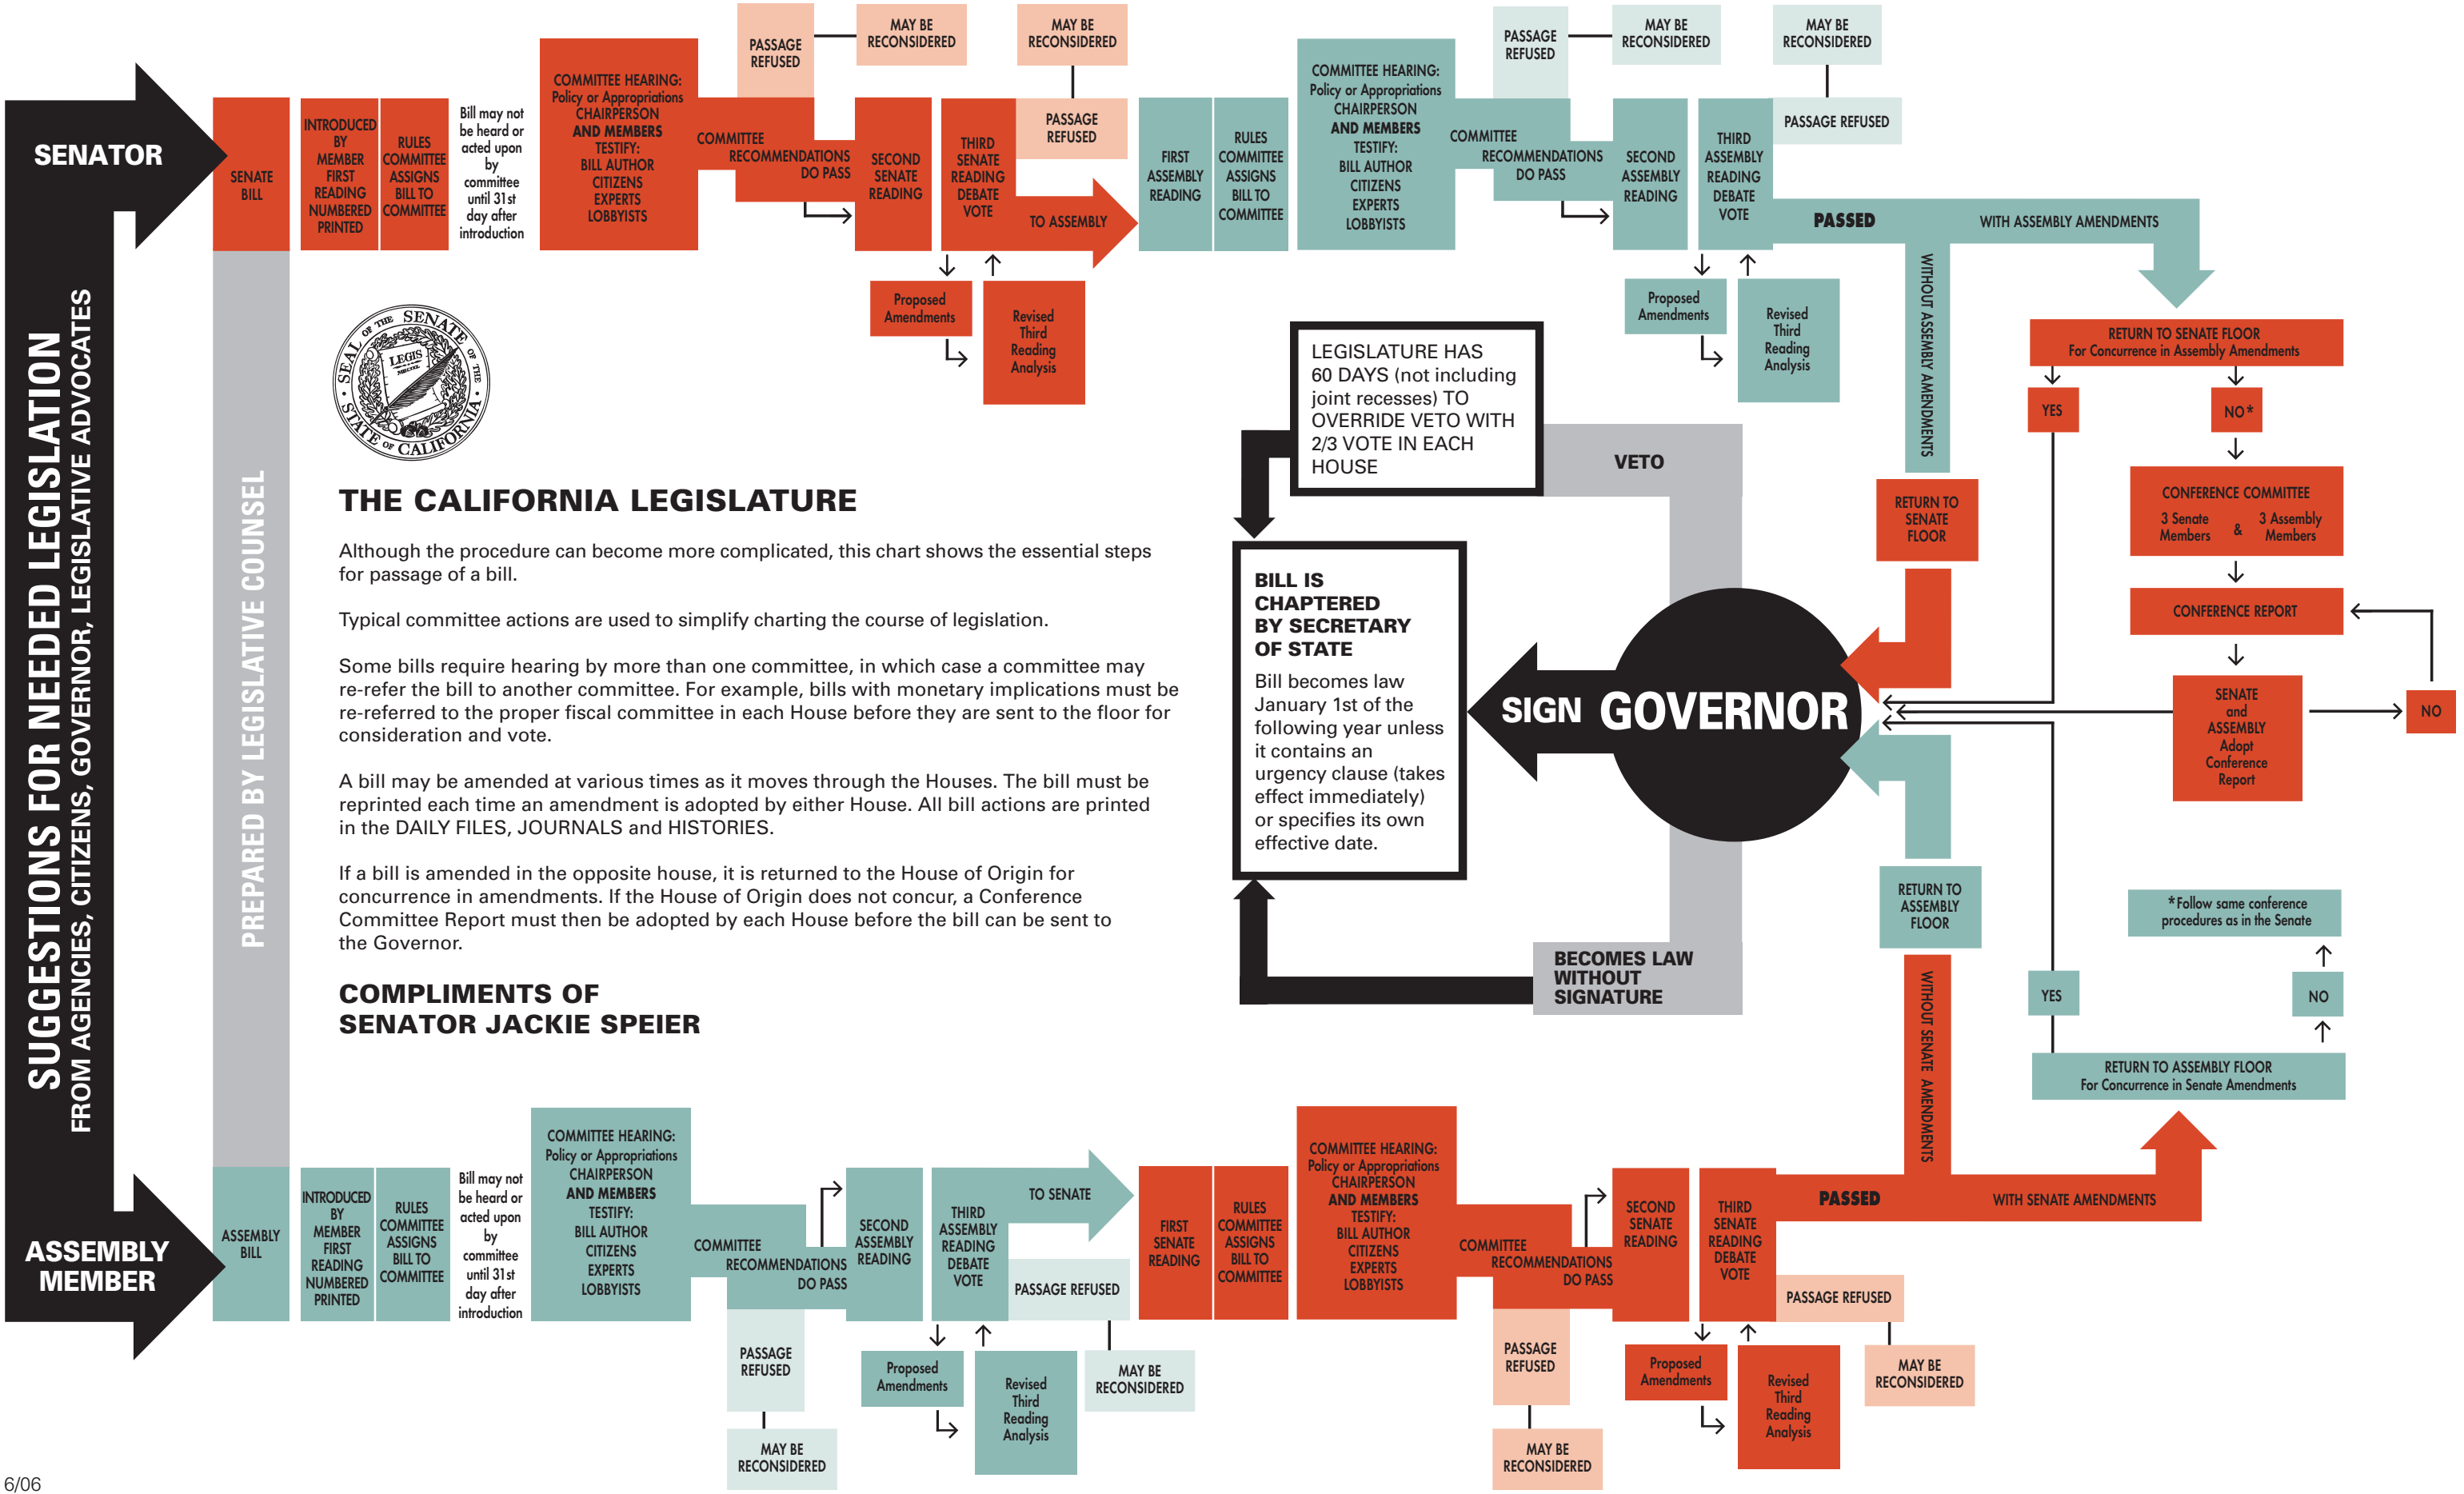 SUGGESTIONS FOR NEEDED LEGISLATION
FROM AGENCIES, CITIZENS, GOVERNOR, LEGISLATIVE ADVOCATES
SENATOR
SENATE
BILL
INTRODUCED
BY
MEMBER
FIRST
READING
NUMBERED
PRINTED
RULES
COMMITTEE
ASSIGNS
BILL TO
COMMITTEE
Bill may not
be heard or
acted upon
by
committee
until 31st
day after
introduction
COMMITTEE HEARING:
Policy or Appropriations
CHAIRPERSON
AND MEMBERS
TESTIFY:
BILL AUTHOR
CITIZENS
EXPERTS
LOBBYISTS
PASSAGE
REFUSED
MAY BE
RECONSIDERED
COMMITTEE
RECOMMENDATIONS
DO PASS
SECOND
SENATE
READING
THIRD
SENATE
READING
DEBATE
VOTE
MAY BE
RECONSIDERED
PASSAGE
REFUSED
TO ASSEMBLY
Proposed
Amendments
Revised
Third
Reading
Analysis
FIRST
ASSEMBLY
READING
RULES
COMMITTEE
ASSIGNS
BILL TO
COMMITTEE
COMMITTEE HEARING:
Policy or Appropriations
CHAIRPERSON
AND MEMBERS
TESTIFY:
BILL AUTHOR
CITIZENS
EXPERTS
LOBBYISTS
PASSAGE
REFUSED
MAY BE
RECONSIDERED
COMMITTEE
RECOMMENDATIONS
DO PASS
SECOND
ASSEMBLY
READING
THIRD
ASSEMBLY
READING
DEBATE
VOTE
MAY BE
RECONSIDERED
PASSAGE REFUSED
Proposed
Amendments
Revised
Third
Reading
Analysis
PASSED
WITH ASSEMBLY AMENDMENTS
WITHOUT ASSEMBLY AMENDMENTS
RETURN TO SENATE FLOOR
For Concurrence in Assembly Amendments
YES
NO*
CONFERENCE COMMITTEE
3 Senate
Members
&
3 Assembly
Members
CONFERENCE REPORT
SENATE
and
ASSEMBLY
Adopt
Conference
Report
NO
RETURN TO
SENATE
FLOOR
PREPARED BY LEGISLATIVE COUNSEL
SEAL OF THE SENATE OF THE
STATE OF CALIFORNIA
LEGIS
THE CALIFORNIA LEGISLATURE
Although the procedure can become more complicated, this chart shows the essential steps
for passage of a bill.
Typical committee actions are used to simplify charting the course of legislation.
Some bills require hearing by more than one committee, in which case a committee may
re-refer the bill to another committee. For example, bills with monetary implications must be
re-referred to the proper fiscal committee in each House before they are sent to the floor for
consideration and vote.
A bill may be amended at various times as it moves through the Houses. The bill must be
reprinted each time an amendment is adopted by either House. All bill actions are printed
in the DAILY FILES, JOURNALS and HISTORIES.
If a bill is amended in the opposite house, it is returned to the House of Origin for
concurrence in amendments. If the House of Origin does not concur, a Conference
Committee Report must then be adopted by each House before the bill can be sent to
the Governor.
COMPLIMENTS OF
SENATOR JACKIE SPEIER
LEGISLATURE HAS
60 DAYS (not including
joint recesses) TO
OVERRIDE VETO WITH
2/3 VOTE IN EACH
HOUSE
VETO
BILL IS
CHAPTERED
BY SECRETARY
OF STATE
Bill becomes law
January 1st of the
following year unless
it contains an
urgency clause (takes
effect immediately)
or specifies its own
effective date.
SIGN
GOVERNOR
BECOMES LAW
WITHOUT
SIGNATURE
RETURN TO
ASSEMBLY
FLOOR
*Follow same conference
procedures as in the Senate
YES
NO
RETURN TO ASSEMBLY FLOOR
For Concurrence in Senate Amendments
WITHOUT SENATE AMENDMENTS
ASSEMBLY
MEMBER
ASSEMBLY
BILL
INTRODUCED
BY
MEMBER
FIRST
READING
NUMBERED
PRINTED
RULES
COMMITTEE
ASSIGNS
BILL TO
COMMITTEE
Bill may not
be heard or
acted upon
by
committee
until 31st
day after
introduction
COMMITTEE HEARING:
Policy or Appropriations
CHAIRPERSON
AND MEMBERS
TESTIFY:
BILL AUTHOR
CITIZENS
EXPERTS
LOBBYISTS
COMMITTEE
RECOMMENDATIONS
DO PASS
PASSAGE
REFUSED
MAY BE
RECONSIDERED
SECOND
ASSEMBLY
READING
THIRD
ASSEMBLY
READING
DEBATE
VOTE
TO SENATE
PASSAGE REFUSED
MAY BE
RECONSIDERED
Proposed
Amendments
Revised
Third
Reading
Analysis
FIRST
SENATE
READING
RULES
COMMITTEE
ASSIGNS
BILL TO
COMMITTEE
COMMITTEE HEARING:
Policy or Appropriations
CHAIRPERSON
AND MEMBERS
TESTIFY:
BILL AUTHOR
CITIZENS
EXPERTS
LOBBYISTS
COMMITTEE
RECOMMENDATIONS
DO PASS
PASSAGE
REFUSED
MAY BE
RECONSIDERED
SECOND
SENATE
READING
THIRD
SENATE
READING
DEBATE
VOTE
PASSED
WITH SENATE AMENDMENTS
PASSAGE REFUSED
MAY BE
RECONSIDERED
Proposed
Amendments
Revised
Third
Reading
Analysis
6/06